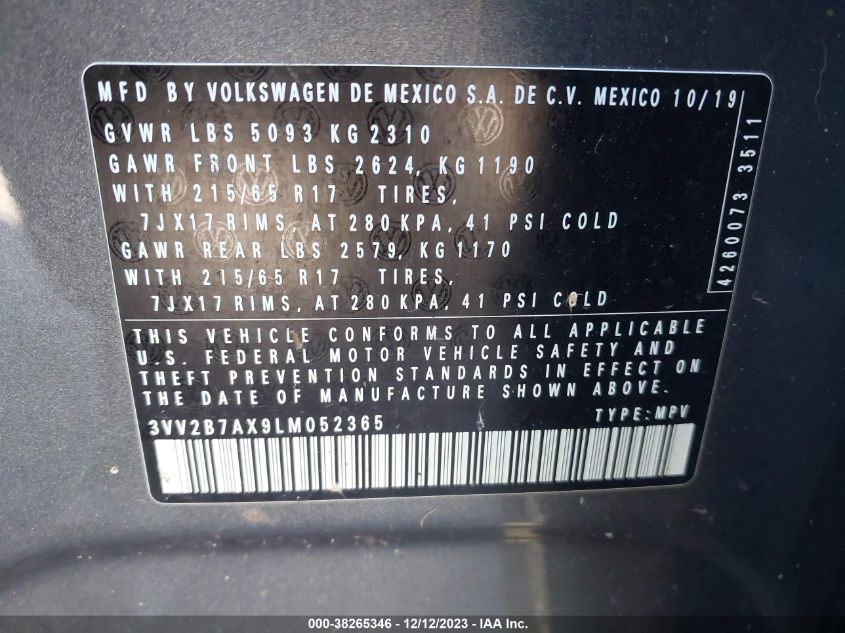 MFD BY VOLKSWAGEN DE MEXICO S.A. DE C.V. MEXICO 10/19
GVWR LBS 5093 KG 2310
GAWR FRONT LBS 2624, KG 1190
WITH 215/65 R17 TIRES,
7JX17 RIMS, AT 280 KPA, 41 PSI COLD
GAWR REAR LBS 2579, KG 1170
WITH 215/65 R17 TIRES,
7JX17 RIMS, AT 280 KPA, 41 PSI COLD
4260073 3511
THIS VEHICLE CONFORMS TO ALL APPLICABLE
U.S. FEDERAL MOTOR VEHICLE SAFETY AND
THEFT PREVENTION STANDARDS IN EFFECT ON
THE DATE OF MANUFACTURE SHOWN ABOVE.
3VV2B7AX9LM052365 TYPE:MPV
000-38265346 - 12/12/2023 - IAA Inc.